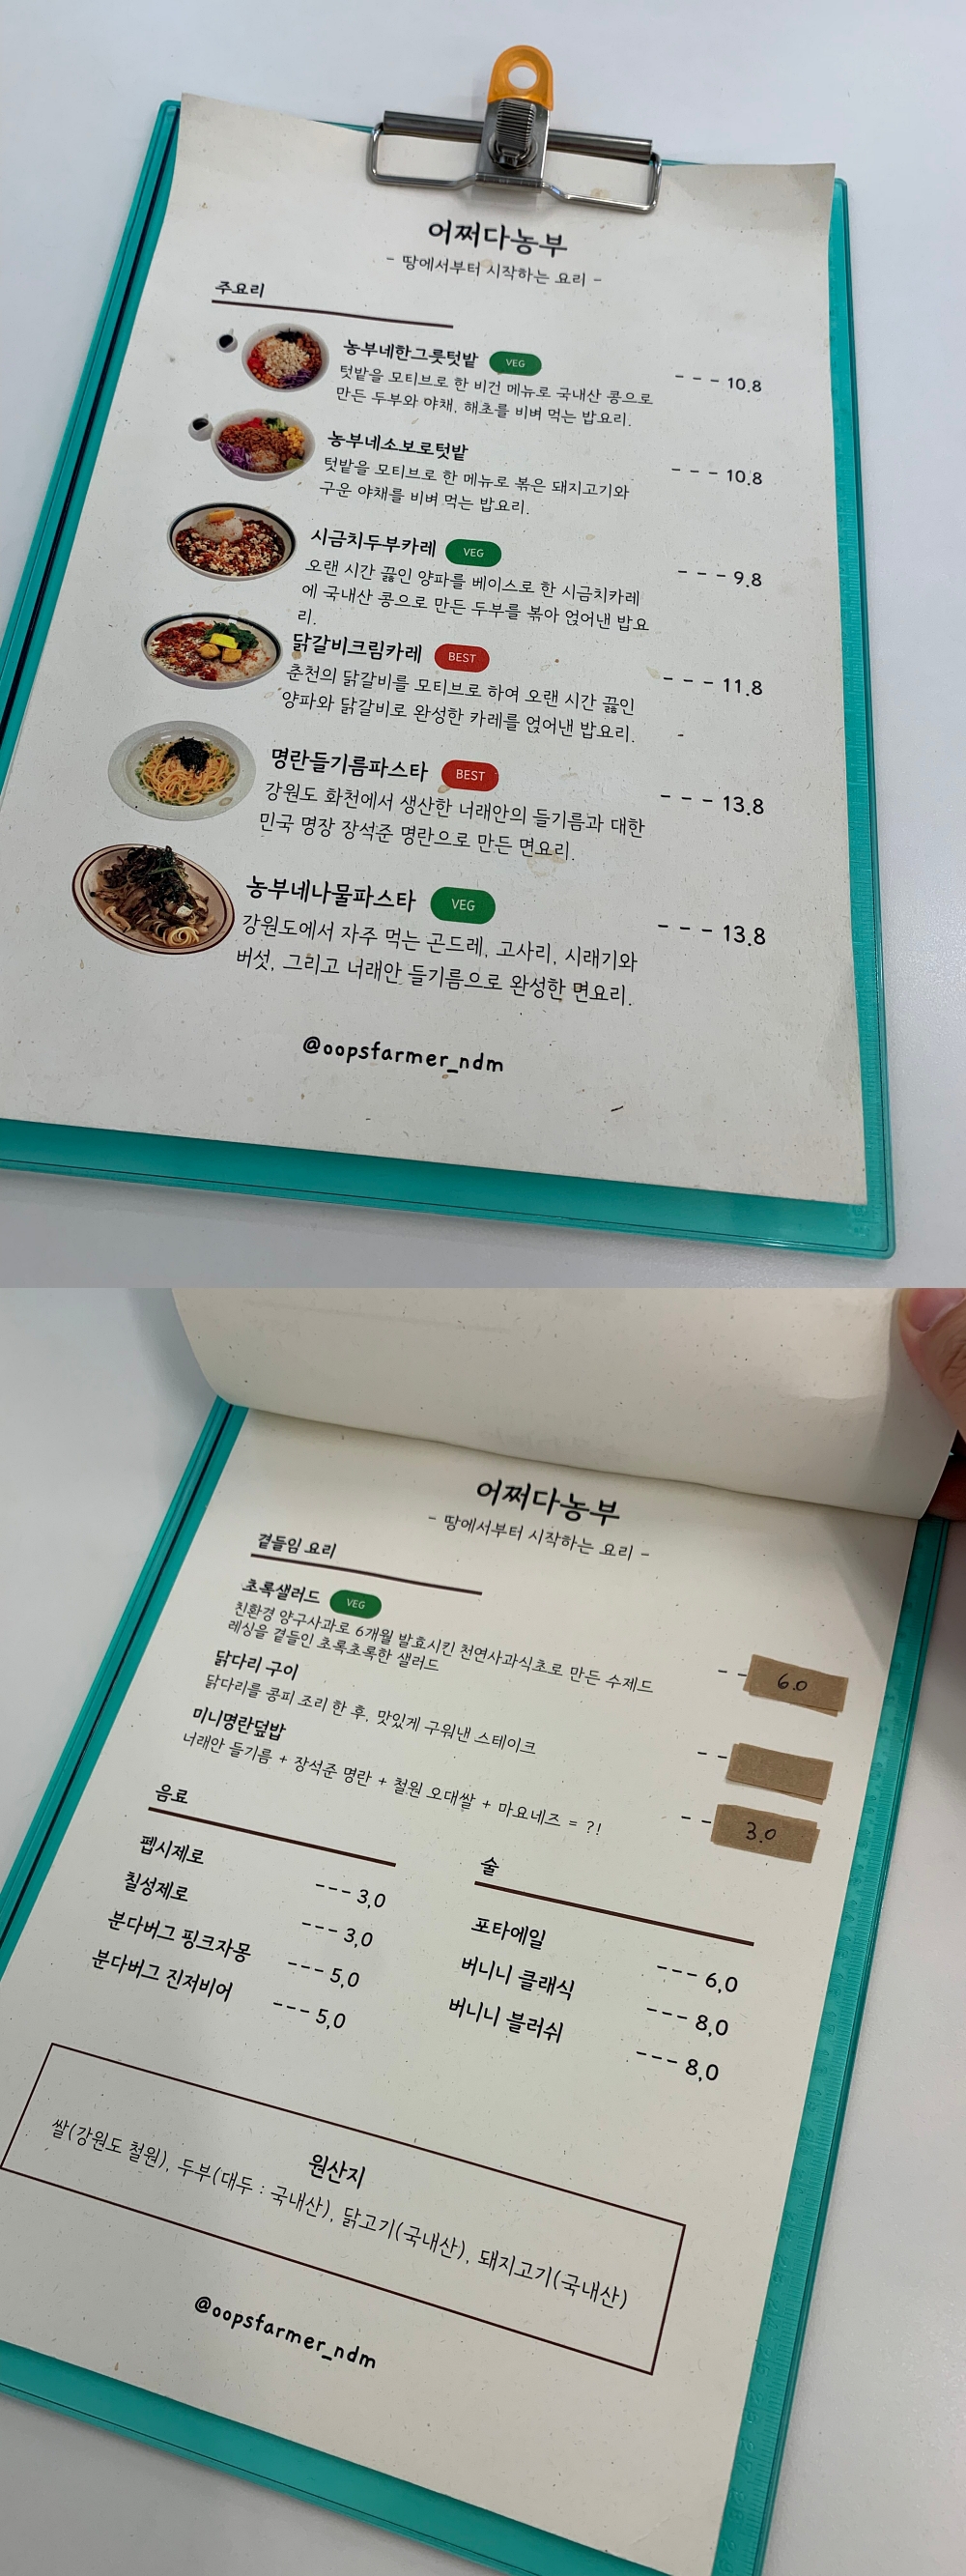 어쩌다농부
- 땅에서부터 시작하는 요리 -
주요리
농부네한그릇텃밭 VEG
텃밭을 모티브로 한 비건 메뉴로 국내산 콩으로
만든 두부와 야채, 해초를 비벼 먹는 밥요리.
--- 10.8
농부네소보로텃밭
텃밭을 모티브로 한 메뉴로 볶은 돼지고기와
구운 야채를 비벼 먹는 밥요리.
--- 10.8
시금치두부카레 VEG
오랜 시간 끓인 양파를 베이스로 한 시금치카레
에 국내산 콩으로 만든 두부를 볶아 얹어낸 밥요
리.
--- 9.8
닭갈비크림카레 BEST
춘천의 닭갈비를 모티브로 하여 오랜 시간 끓인
양파와 닭갈비로 완성한 카레를 얹어낸 밥요리.
--- 11.8
명란들기름파스타 BEST
강원도 화천에서 생산한 너래안의 들기름과 대한
민국 명장 장석준 명란으로 만든 면요리.
--- 13.8
농부네나물파스타 VEG
강원도에서 자주 먹는 곤드레, 고사리, 시래기와
버섯, 그리고 너래안 들기름으로 완성한 면요리.
--- 13.8
@oopsfarmer_ndm
어쩌다농부
- 땅에서부터 시작하는 요리 -
곁들임 요리
초록샐러드 VEG
친환경 양구사과로 6개월 발효시킨 천연사과식초로 만든 수제드
레싱을 곁들인 초록초록한 샐러드
-- 6.0
닭다리 구이
닭다리를 콩피 조리 한 후, 맛있게 구워낸 스테이크
--
미니명란덮밥
너래안 들기름 + 장석준 명란 + 철원 오대쌀 + 마요네즈 = ?!
-- 3.0
음료
펩시제로 --- 3,0
칠성제로 --- 3,0
분다버그 핑크자몽 --- 5,0
분다버그 진저비어 --- 5,0
술
포타에일 --- 6,0
버니니 클래식 --- 8,0
버니니 블러쉬 --- 8,0
원산지
쌀(강원도 철원), 두부(대두 : 국내산), 닭고기(국내산), 돼지고기(국내산)
@oopsfarmer_ndm